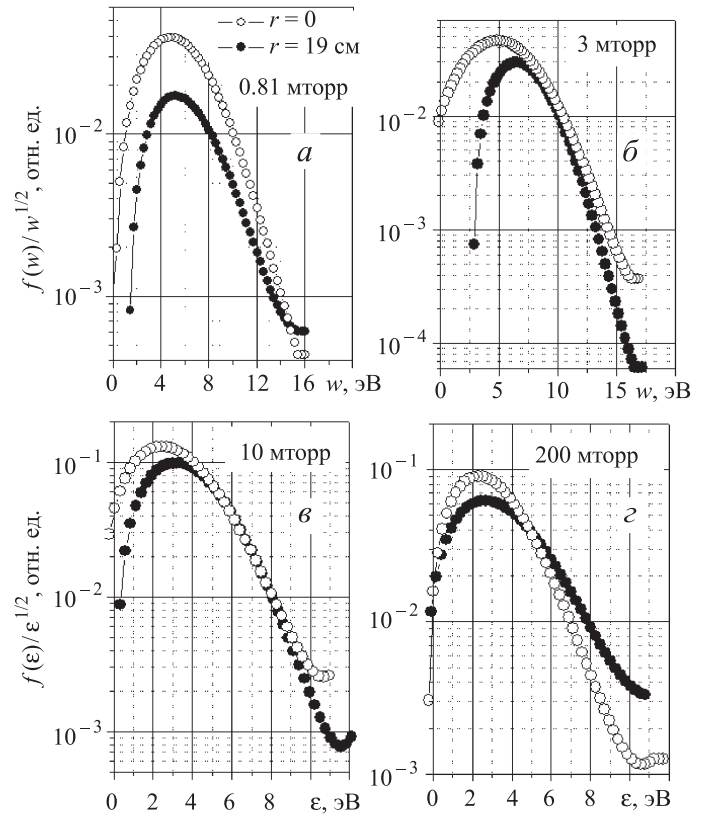 r = 0
r = 19 см
0.81 мторр
а
10⁻²
10⁻³
f (w)/ w^1/2, отн. ед.
0 4 8 12 16 w, эВ
3 мторр
б
10⁻²
10⁻³
10⁻⁴
0 5 10 15 w, эВ
10 мторр
в
10⁻¹
10⁻²
10⁻³
f (ε)/ ε^1/2, отн. ед.
0 2 4 6 8 ε, эВ
200 мторр
г
10⁻¹
10⁻²
10⁻³
0 2 4 6 8 ε, эВ